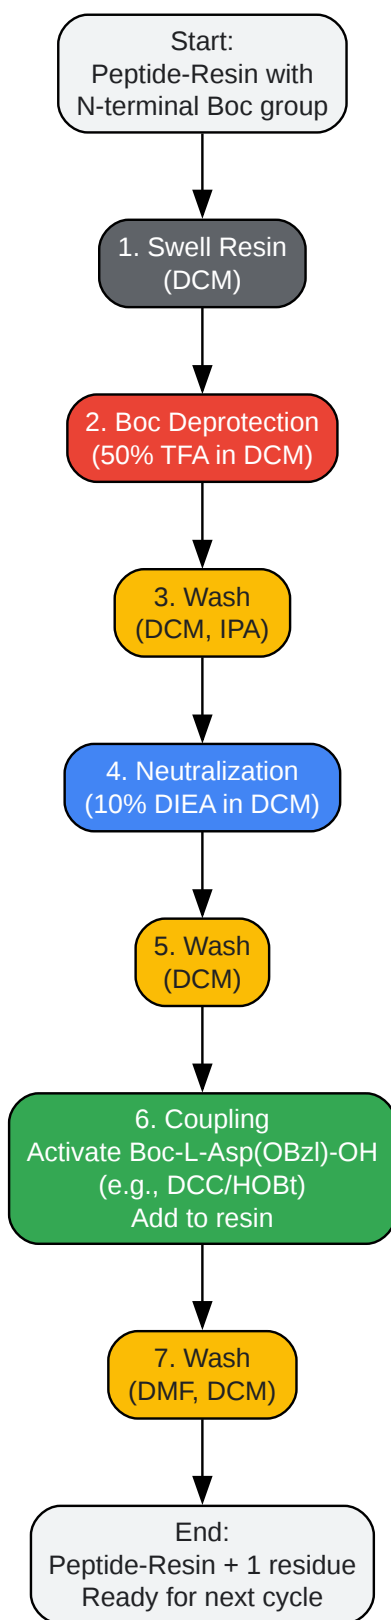 Start:
Peptide-Resin with
N-terminal Boc group
1. Swell Resin
(DCM)
2. Boc Deprotection
(50% TFA in DCM)
3. Wash
(DCM, IPA)
4. Neutralization
(10% DIEA in DCM)
5. Wash
(DCM)
6. Coupling
Activate Boc-L-Asp(OBzl)-OH
(e.g., DCC/HOBt)
Add to resin
7. Wash
(DMF, DCM)
End:
Peptide-Resin + 1 residue
Ready for next cycle